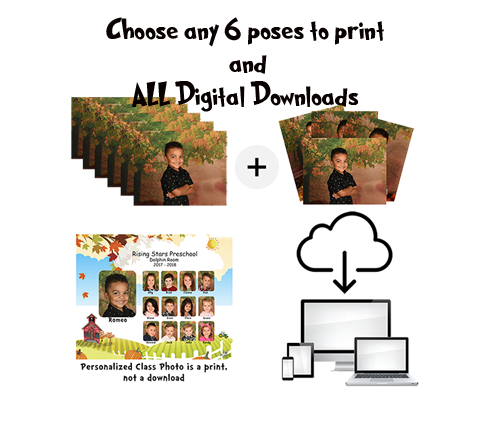 Choose any 6 poses to print
and
ALL Digital Downloads
+
Rising Stars Preschool
Dolphin Room
2017 - 2018
Romeo
Personalized Class Photo is a print,
not a download